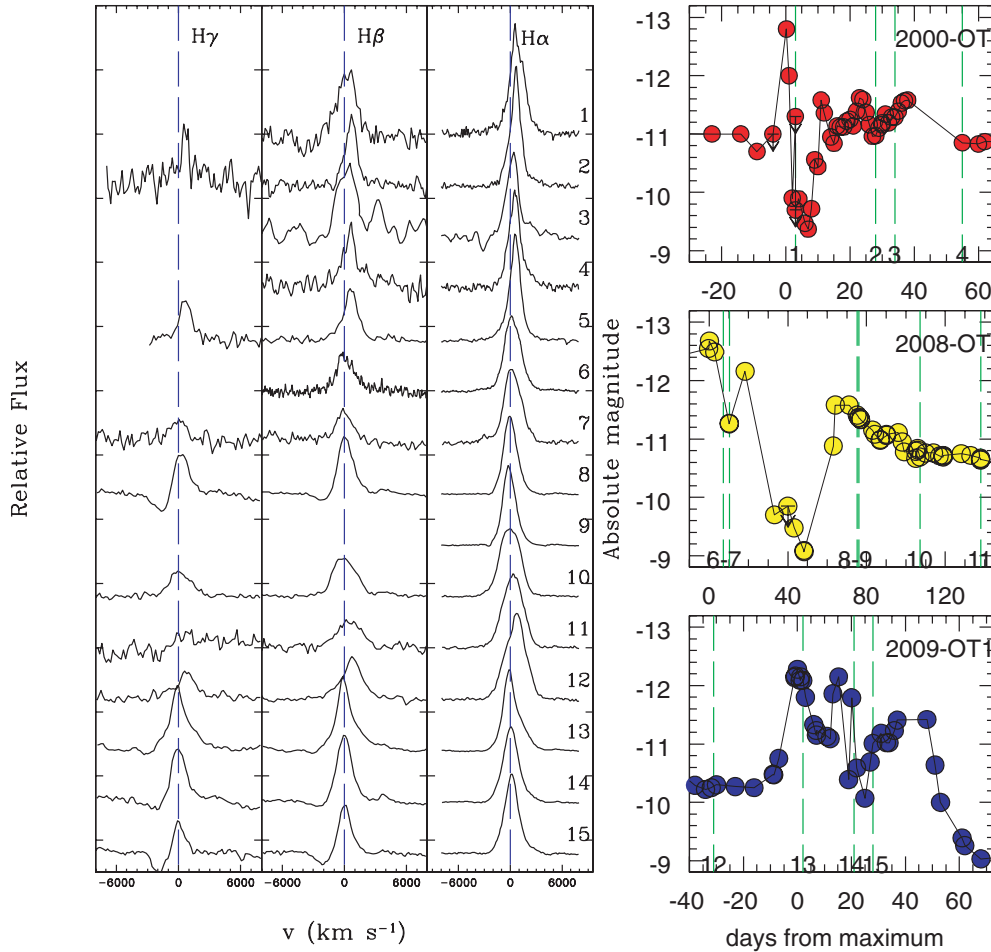 Hγ
Hβ
Hα
1
2
3
4
5
6
7
8
9
10
11
12
13
14
15
Relative Flux
-6000 0 6000
-6000 0 6000
-6000 0 6000
v (km s⁻¹)
Absolute magnitude
-13
-12
-11
-10
-9
2000-OT
1 2 3 4
-20 0 20 40 60
-13
-12
-11
-10
-9
2008-OT
6-7 8-9 10 11
0 40 80 120
-13
-12
-11
-10
-9
2009-OT1
12 13 14 15
-40 -20 0 20 40 60
days from maximum